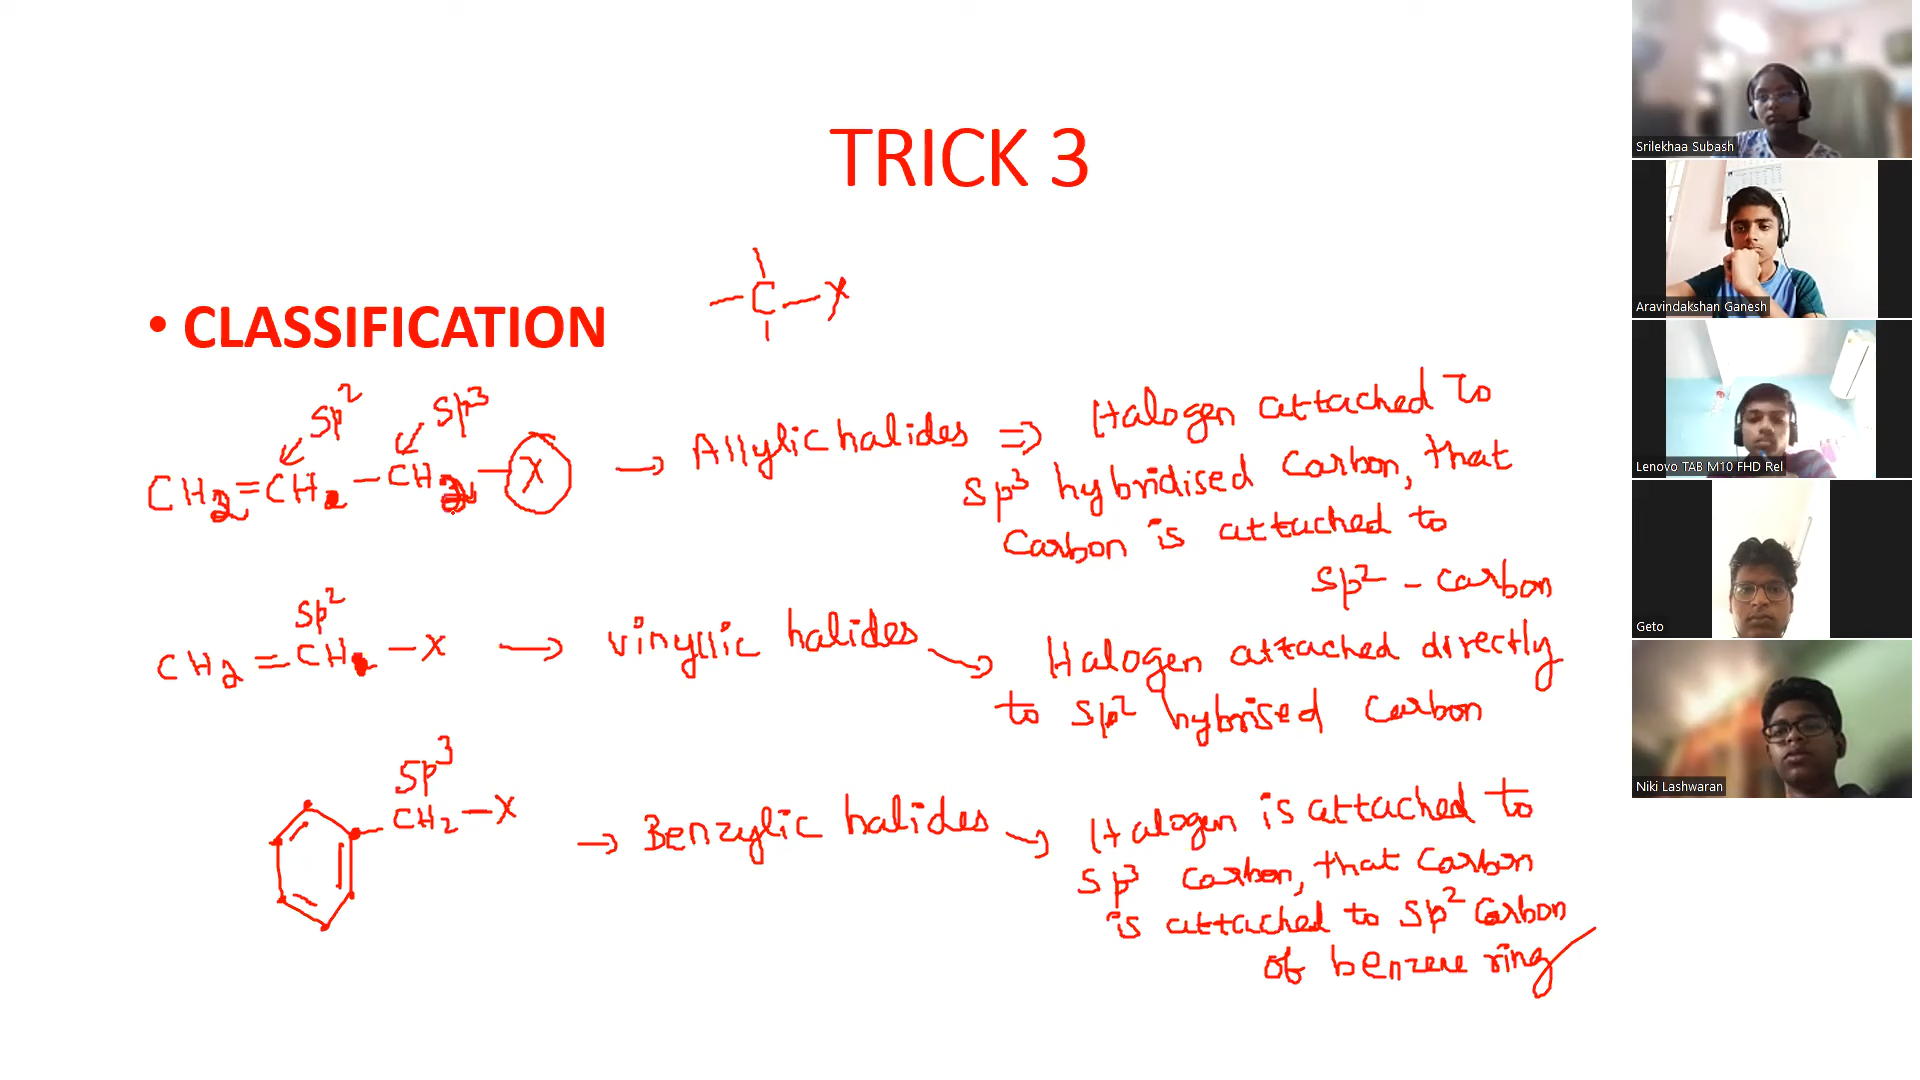 TRICK 3
C — X
• CLASSIFICATION
sp² sp³
CH2=CH — CH2 — X → Allylic halides ⇒ Halogen attached to
sp³ hybridised carbon, that
carbon is attached to
sp² - carbon
sp²
CH2 = CH — X → vinyllic halides → Halogen attached directly
to sp² hybrised carbon
sp³
CH2 — X → Benzylic halides → Halogen is attached to
sp³ carbon, that carbon
is attached to sp² carbon
of benzene ring
Srilekhaa Subash
Aravindakshan Ganesh
Lenovo TAB M10 FHD Rel
Geto
Niki Lashwaran